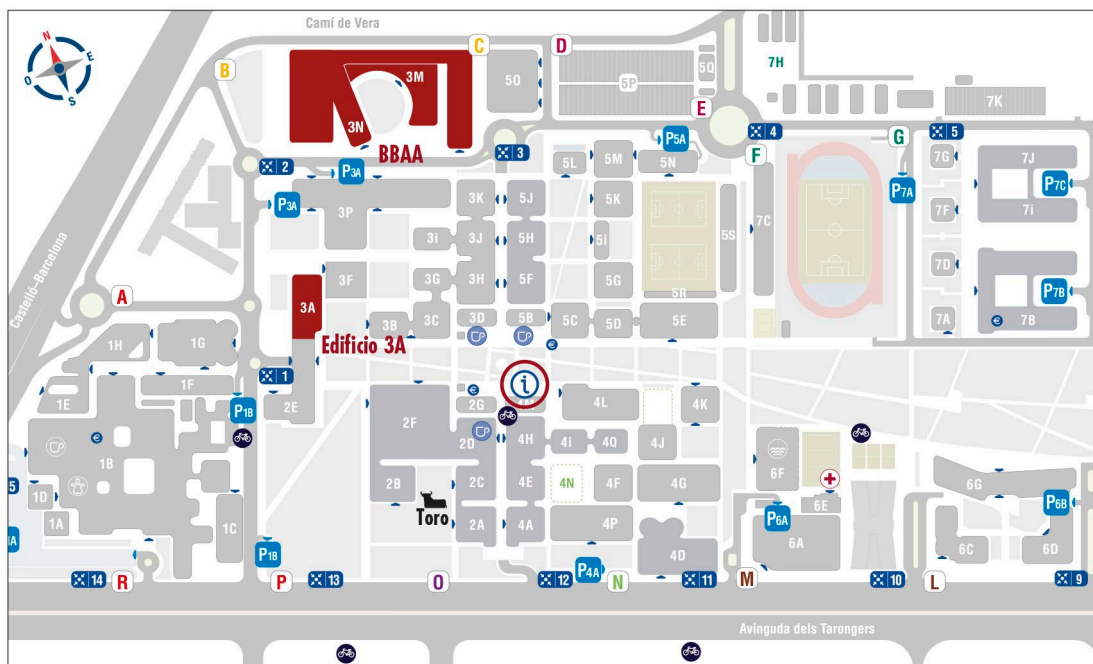 Camí de Vera
N
E
S
O
B
C
D
7H
3M
5O
5P
5Q
7K
E
3N
BBAA
3
4
G
5
2
P3A
P5A
F
5L
5M
5N
7G
7J
P3A
3P
3K
5J
5K
P7A
7C
P7C
7F
7i
3i
3J
5H
5i
5S
3F
3G
3H
5F
5G
7D
P7B
A
3A
5R
Castelló–Barcelona
3B
3C
3D
5B
5C
5D
5E
7A
7B
€
1H
1G
Edificio 3A
€
1
1F
i
1E
P1B
2E
2F
€
2G
4L
4K
1B
€
2D
4H
4i
4Q
4J
6F
2B
2C
4E
4N
4F
4G
6G
1D
1A
1C
Toro
6E
P6A
P6B
2A
4A
4P
4D
6A
6C
6D
P1B
P4A
14
R
P
13
O
12
N
11
M
10
L
9
Avinguda dels Tarongers